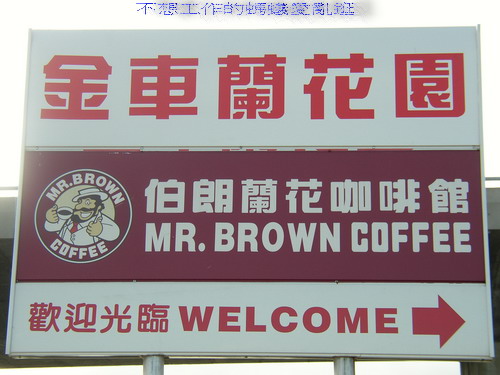 不想工作的螞蟻愛亂逛
金車蘭花園
MR. BROWN
COFFEE
伯朗蘭花咖啡館
MR. BROWN COFFEE
歡迎光臨 WELCOME